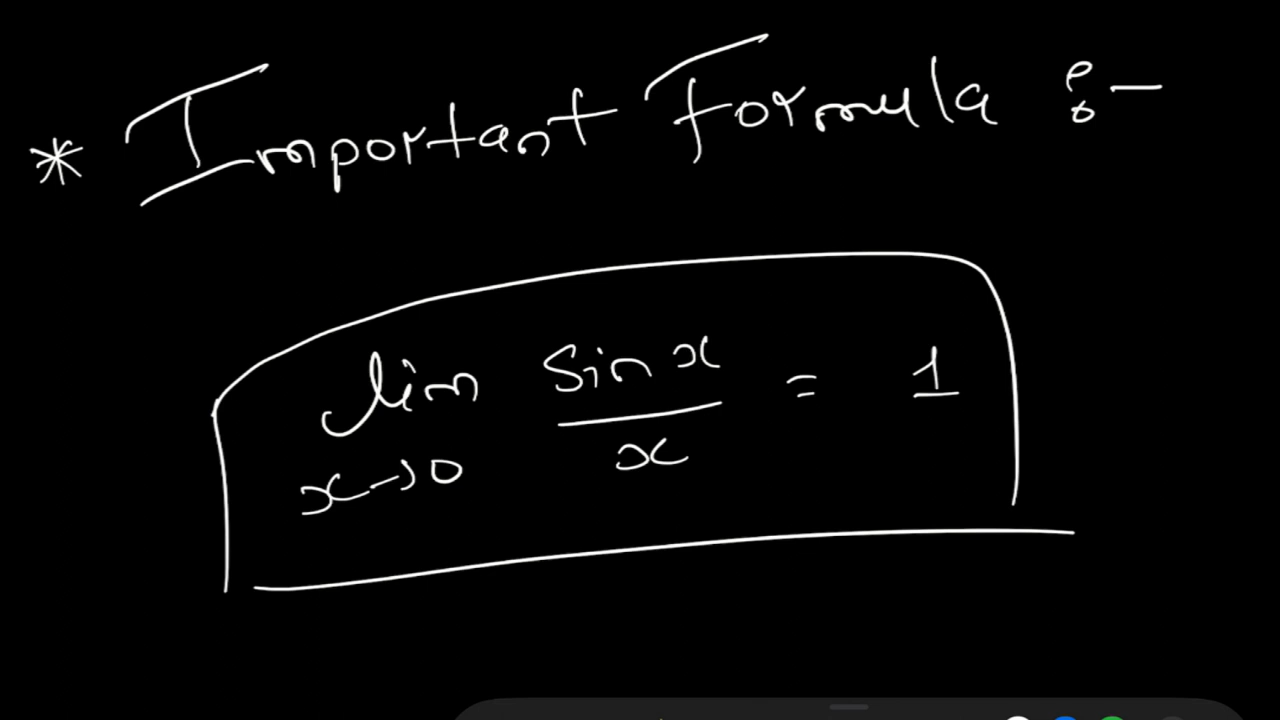 * Important Formula :-
lim sin x / x = 1
x→0